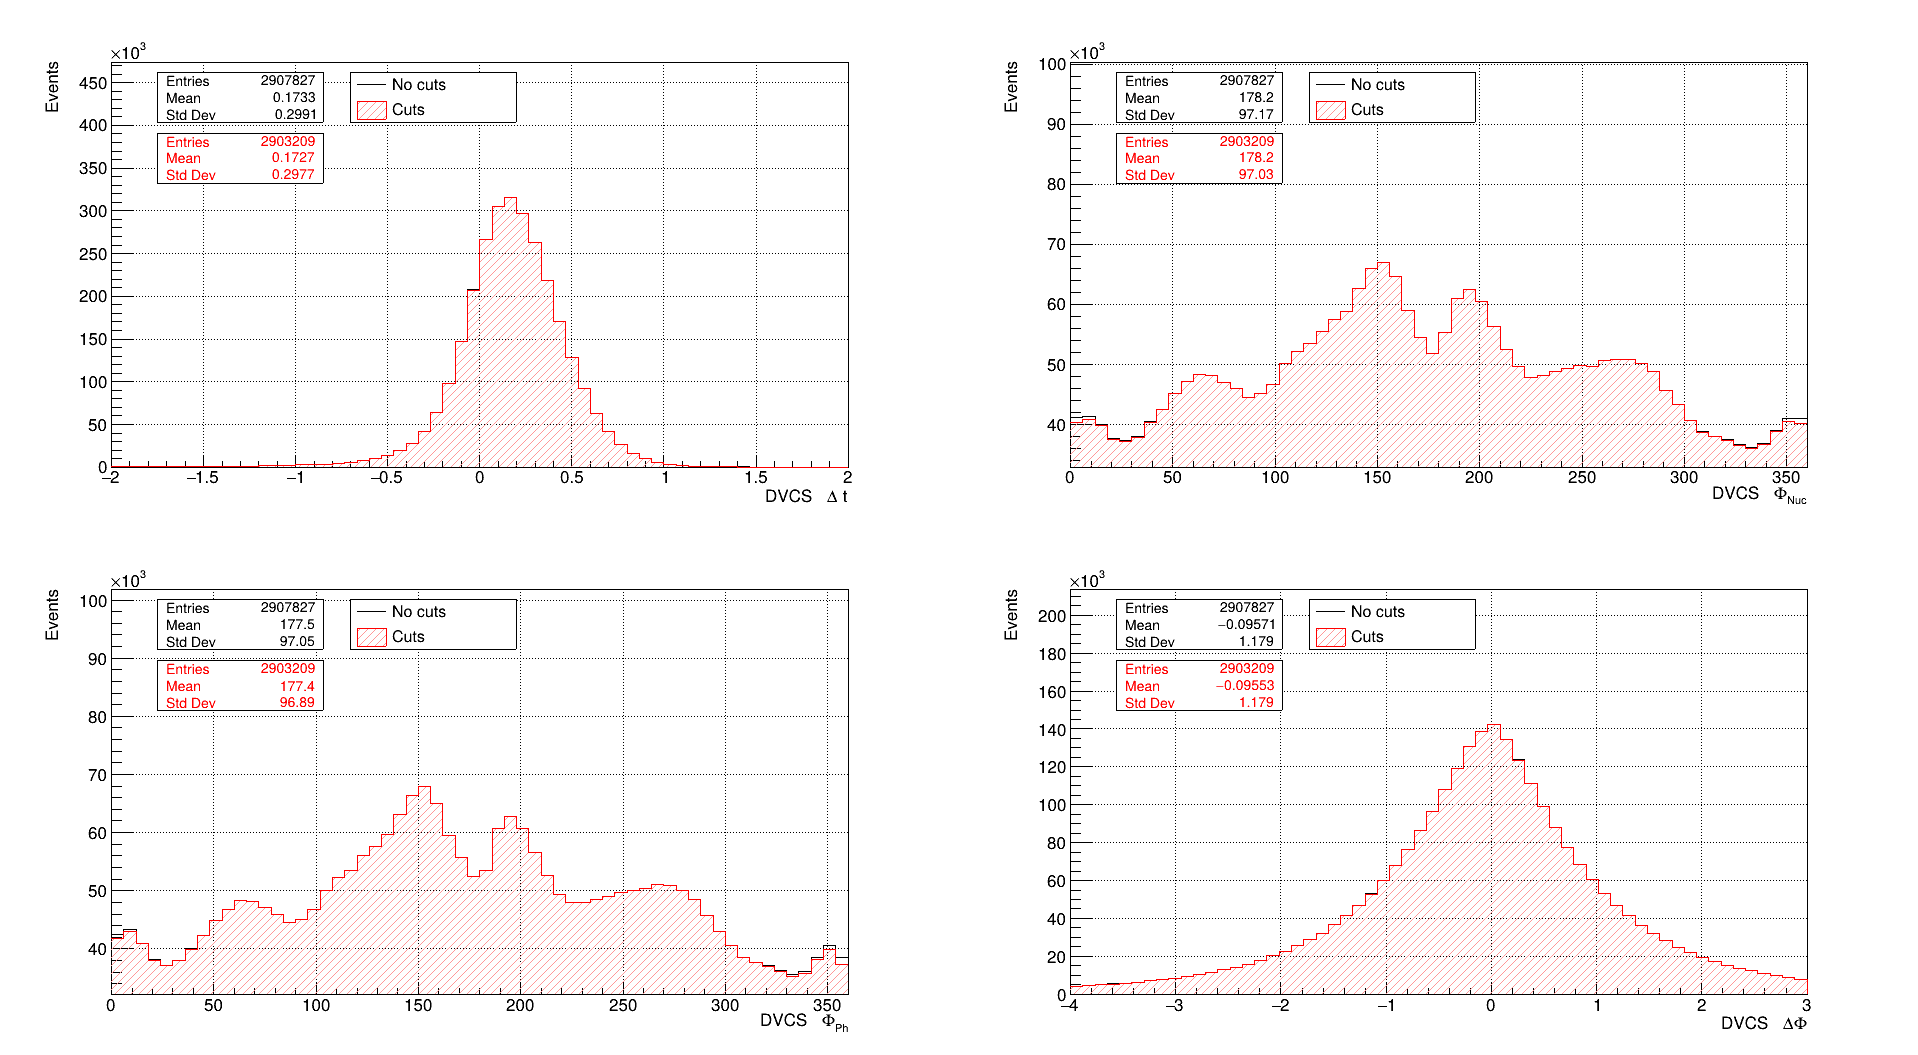 ×10³
Events
450
400
350
300
250
200
150
100
50
0
−2 −1.5 −1 −0.5 0 0.5 1 1.5 2
DVCS Δ t
Entries 2907827
Mean 0.1733
Std Dev 0.2991
Entries 2903209
Mean 0.1727
Std Dev 0.2977
No cuts
Cuts
×10³
Events
100
90
80
70
60
50
40
0 50 100 150 200 250 300 350
DVCS Φ_Nuc
Entries 2907827
Mean 178.2
Std Dev 97.17
Entries 2903209
Mean 178.2
Std Dev 97.03
No cuts
Cuts
×10³
Events
100
90
80
70
60
50
40
0 50 100 150 200 250 300 350
DVCS Φ_Ph
Entries 2907827
Mean 177.5
Std Dev 97.05
Entries 2903209
Mean 177.4
Std Dev 96.89
No cuts
Cuts
×10³
Events
200
180
160
140
120
100
80
60
40
20
0
−4 −3 −2 −1 0 1 2 3
DVCS ΔΦ
Entries 2907827
Mean −0.09571
Std Dev 1.179
Entries 2903209
Mean −0.09553
Std Dev 1.179
No cuts
Cuts